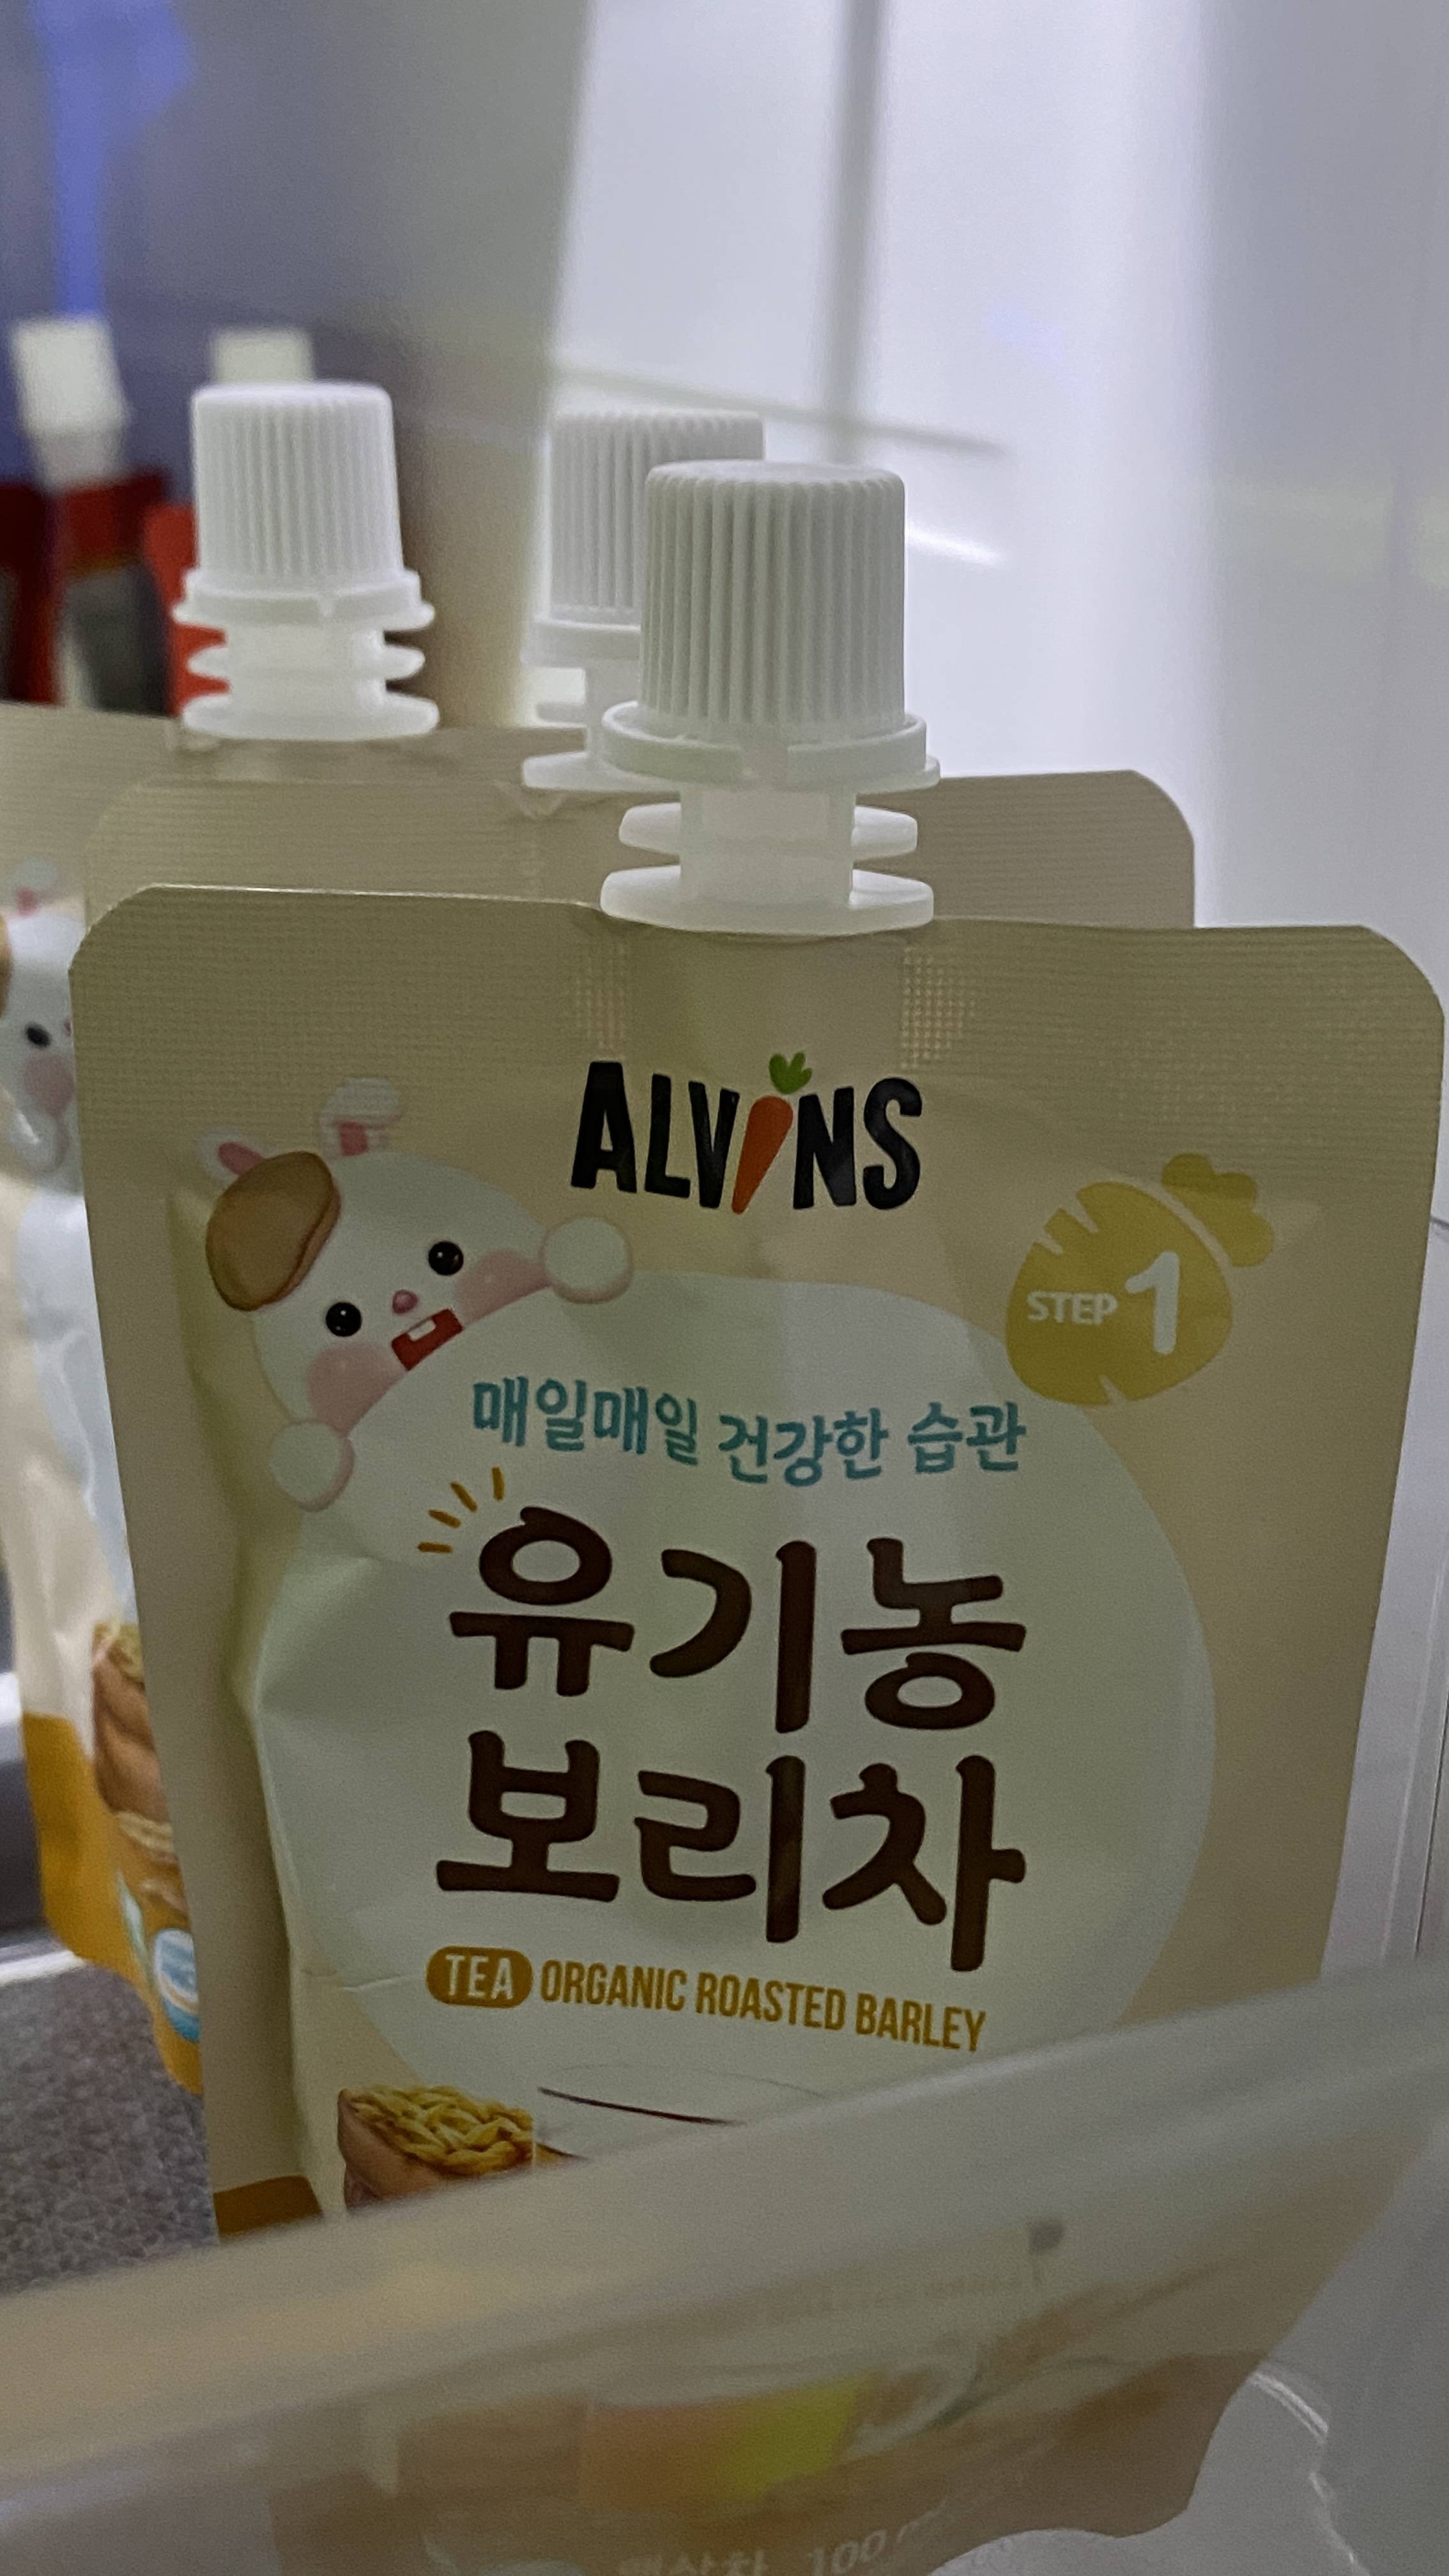 ALVINS
STEP 1
매일매일 건강한 습관
유기농
보리차
TEA ORGANIC ROASTED BARLEY
100